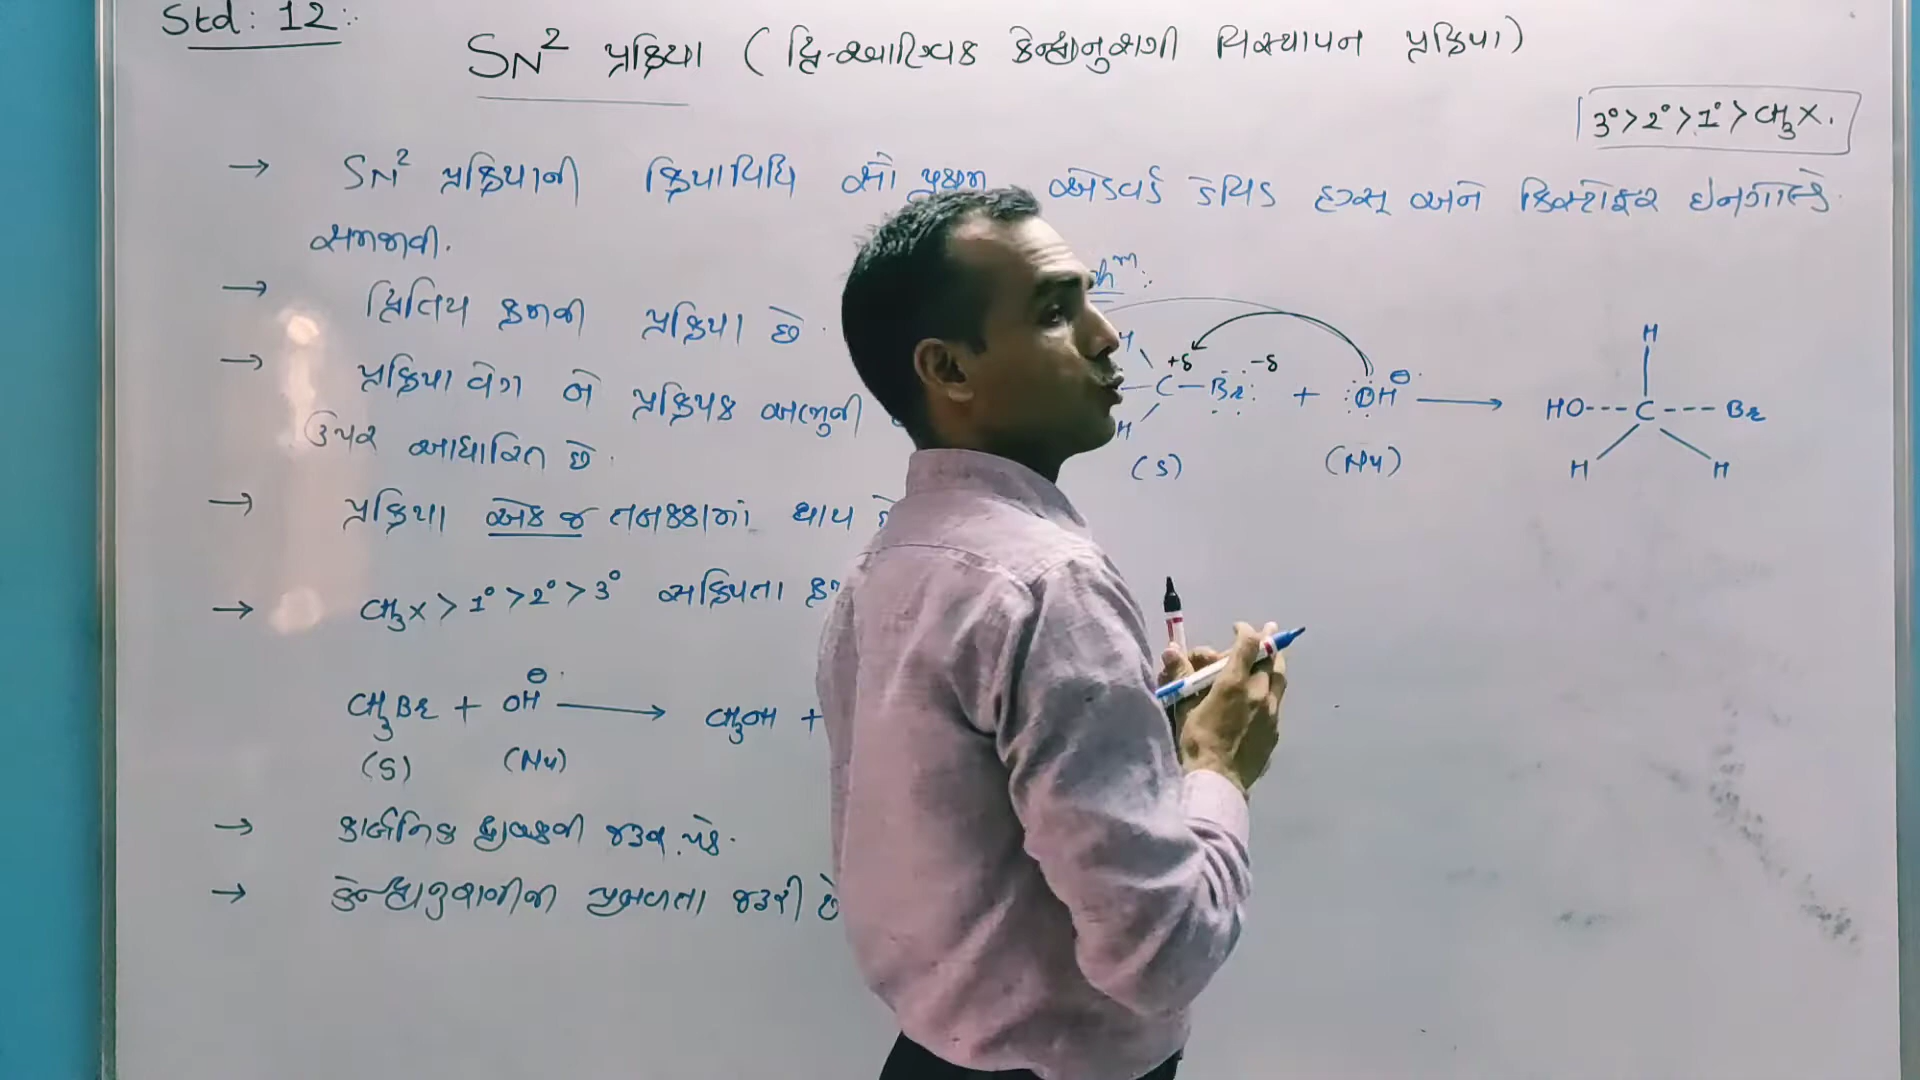 Std: 12
SN² પ્રક્રિયા ( દ્વિ-આણ્વિક કેન્દ્રાનુરાગી વિસ્થાપન પ્રક્રિયા)
3° > 2° > 1° > CH₃X.
→ SN² પ્રક્રિયાની ક્રિયાવિધિ સૌ પ્રથમ એડવર્ડ ડેવિડ હ્યુસ અને ક્રિસ્ટોફર ઇનગોલ્ડે
સમજાવી.
→ દ્વિતિય ક્રમની પ્રક્રિયા છે.
→ પ્રક્રિયા વેગ બે પ્રક્રિયક અણુની
ઉપર આધારિત છે.
→ પ્રક્રિયા એક જ તબક્કામાં થાય
→ CH₃X > 1° > 2° > 3° સક્રિયતા
CH₃Br + OH⊖ → CH₃OH +
(S) (Nu)
→ કાર્બનિક દ્રાવકની જરૂર પડે.
→ કેન્દ્રાનુરાગીની પ્રબળતા જરૂરી છે
H
+δ -δ
C — Br + OH⊖ → HO --- C --- Br
H H H
(S) (Nu)